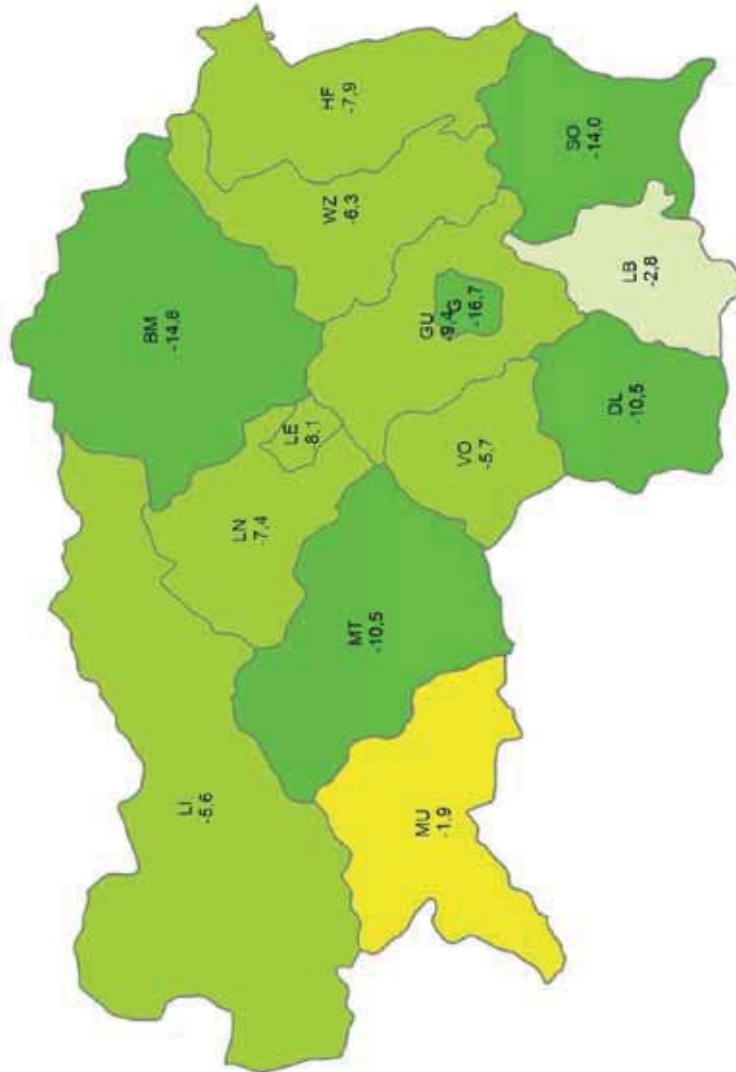 BM
-14,8
LI
-5,6
LN
-7,4
LE
-8,1
HF
-7,9
WZ
-6,3
MT
-10,5
MU
-1,9
GU
-9,4
G
-16,7
VO
-5,7
SO
-14,0
DL
-10,5
LB
-2,8